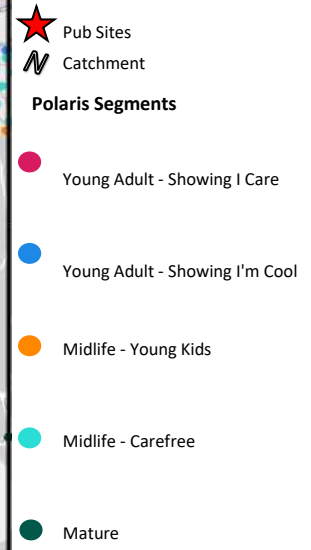 Pub Sites
Catchment
Polaris Segments
Young Adult - Showing I Care
Young Adult - Showing I'm Cool
Midlife - Young Kids
Midlife - Carefree
Mature